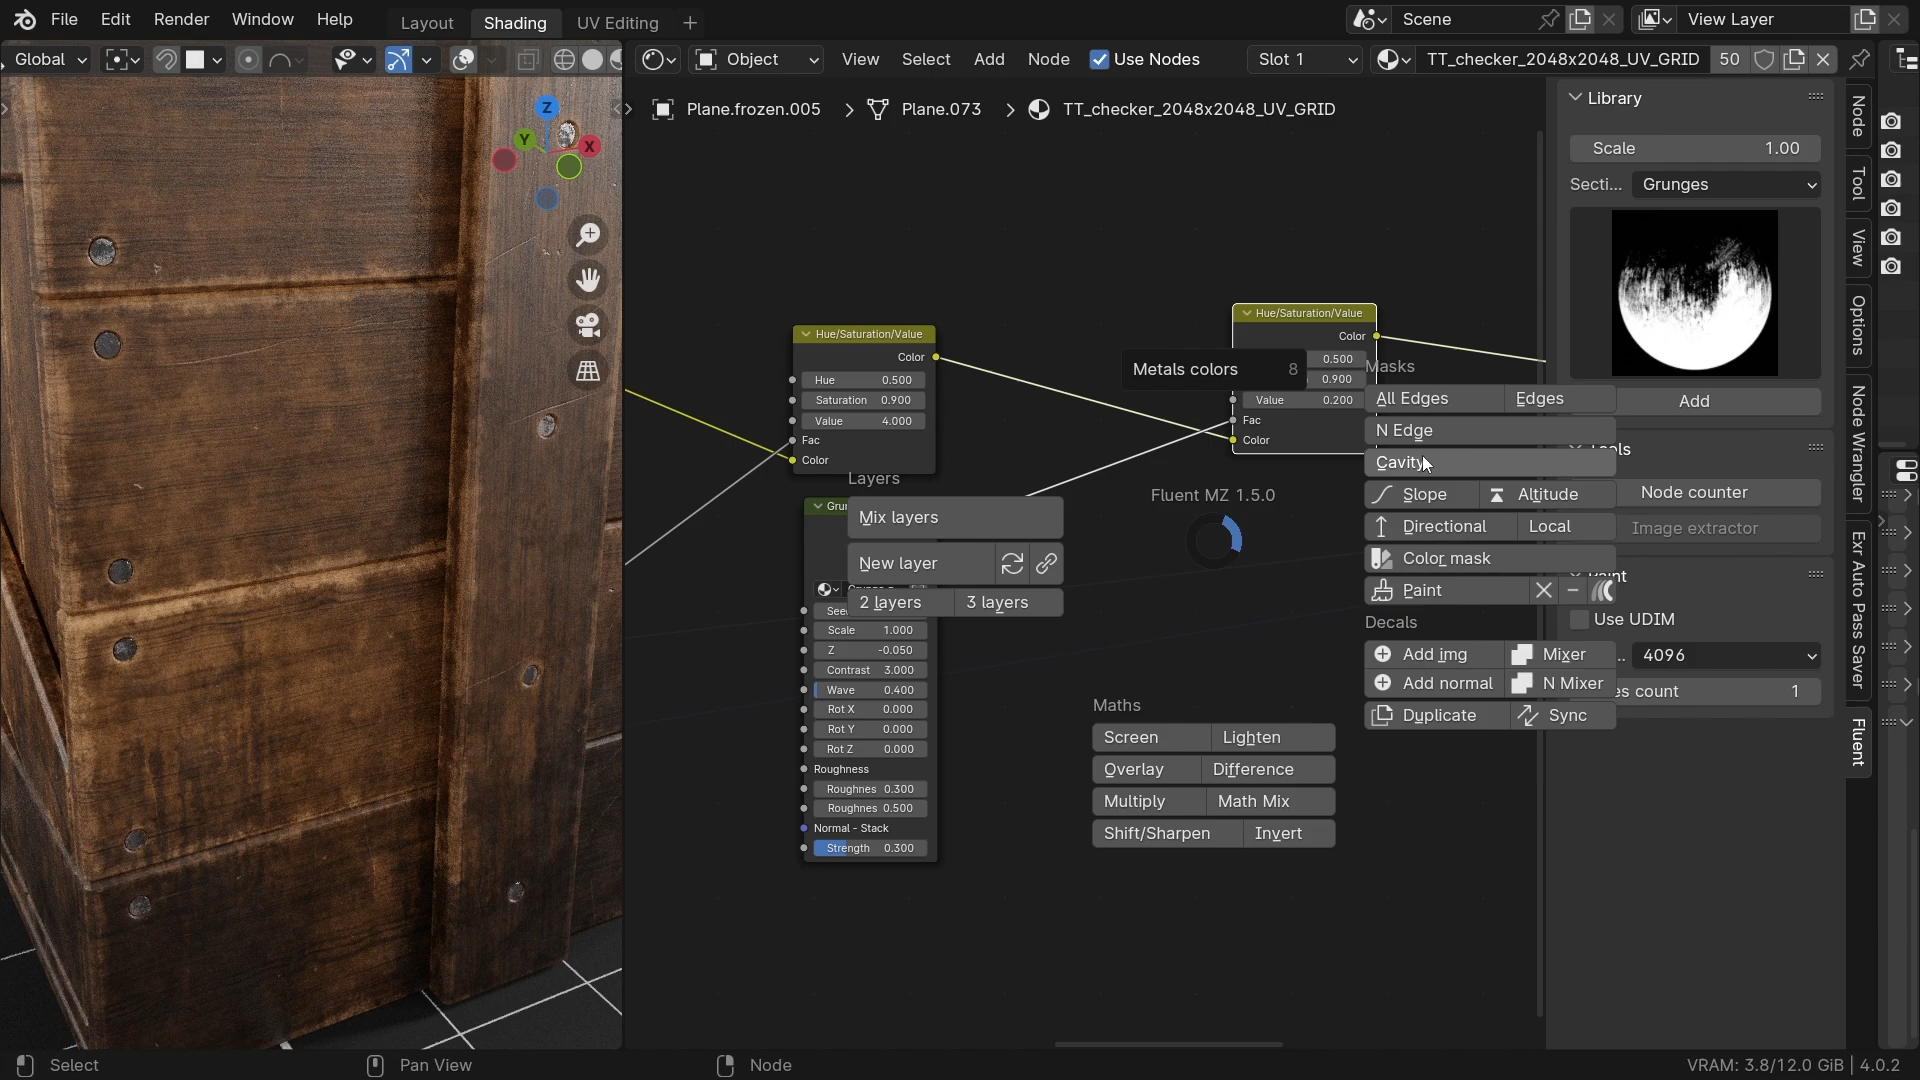 File Edit Render Window Help Layout Shading UV Editing + Scene View Layer
Global Object View Select Add Node Use Nodes Slot 1 TT_checker_2048x2048_UV_GRID 50
Plane.frozen.005 > Plane.073 > TT_checker_2048x2048_UV_GRID
Z
Y
X
Hue/Saturation/Value
Color
Hue 0.500
Saturation 0.900
Value 4.000
Fac
Color
Hue/Saturation/Value
Color
0.500
0.900
Value 0.200
Fac
Color
Metals colors 8
Layers
Mix layers
New layer
2 layers 3 layers
Scale 1.000
Z -0.050
Contrast 3.000
Wave 0.400
Rot X 0.000
Rot Y 0.000
Rot Z 0.000
Roughness
Roughnes 0.300
Roughnes 0.500
Normal - Stack
Strength 0.300
Fluent MZ 1.5.0
Maths
Screen Lighten
Overlay Difference
Multiply Math Mix
Shift/Sharpen Invert
Masks
All Edges Edges
N Edge
Cavity
Slope Altitude
Directional Local
Color mask
Paint
Decals
Add img Mixer
Add normal N Mixer
Duplicate Sync
Library
Scale 1.00
Secti... Grunges
Add
Node counter
Image extractor
Use UDIM
4096
count 1
Node
Tool
View
Options
Node Wrangler
Exr Auto Pass Saver
Fluent
Select Pan View Node VRAM: 3.8/12.0 GiB | 4.0.2